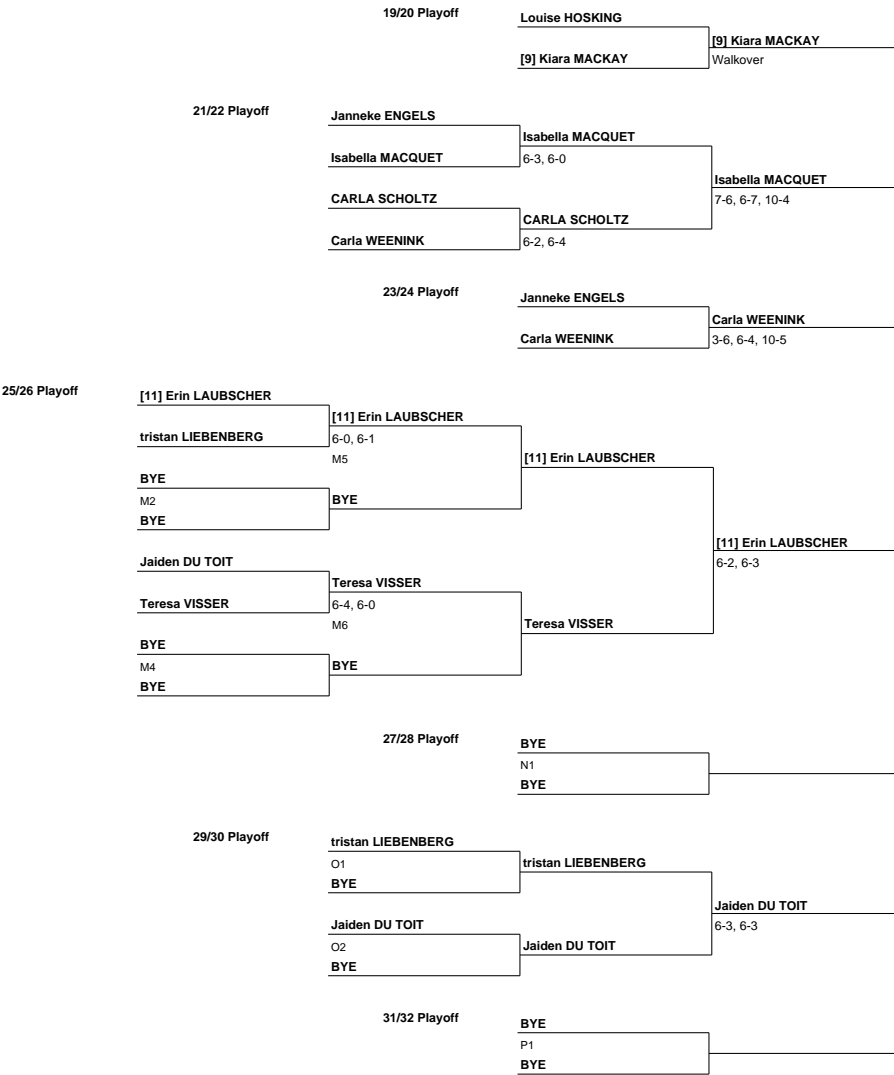 19/20 Playoff
Louise HOSKING
[9] Kiara MACKAY
[9] Kiara MACKAY
Walkover
21/22 Playoff
Janneke ENGELS
Isabella MACQUET
Isabella MACQUET
6-3, 6-0
Isabella MACQUET
7-6, 6-7, 10-4
CARLA SCHOLTZ
CARLA SCHOLTZ
Carla WEENINK
6-2, 6-4
23/24 Playoff
Janneke ENGELS
Carla WEENINK
Carla WEENINK
3-6, 6-4, 10-5
25/26 Playoff
[11] Erin LAUBSCHER
[11] Erin LAUBSCHER
tristan LIEBENBERG
6-0, 6-1
M5
[11] Erin LAUBSCHER
BYE
M2
BYE
BYE
[11] Erin LAUBSCHER
6-2, 6-3
Jaiden DU TOIT
Teresa VISSER
Teresa VISSER
6-4, 6-0
M6
Teresa VISSER
BYE
M4
BYE
BYE
27/28 Playoff
BYE
N1
BYE
29/30 Playoff
tristan LIEBENBERG
O1
tristan LIEBENBERG
BYE
Jaiden DU TOIT
6-3, 6-3
Jaiden DU TOIT
O2
Jaiden DU TOIT
BYE
31/32 Playoff
BYE
P1
BYE